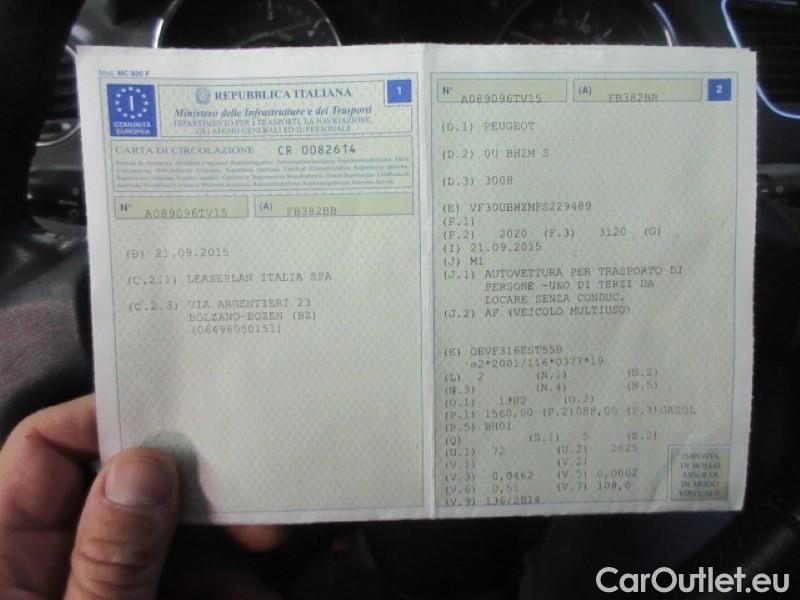 Mod. MC 820 F
I
COMUNITÀ
EUROPEA
REPUBBLICA ITALIANA
1
Ministero delle Infrastrutture e dei Trasporti
DIPARTIMENTO PER I TRASPORTI, LA NAVIGAZIONE,
GLI AFFARI GENERALI ED IL PERSONALE
CARTA DI CIRCOLAZIONE CR 0082614
N° A089096TV15 (A) FB382BB
(B) 21.09.2015
(C.2.1) LEASEPLAN ITALIA SPA
(C.2.3) VIA ARGENTIERI 23
BOLZANO-BOZEN (BZ)
(06496050151)
N° A089096TV15 (A) FB382BB 2
(D.1) PEUGEOT
(D.2) 0U BHZM S
(D.3) 3008
(E) VF30UBHZMFS229489
(F.1)
(F.2) 2020 (F.3) 3120 (G)
(I) 21.09.2015
(J) M1
(J.1) AUTOVETTURA PER TRASPORTO DI
PERSONE -USO DI TERZI DA
LOCARE SENZA CONDUC.
(J.2) AF (VEICOLO MULTIUSO)
(K) OEVF316EST55B
e2*2001/116*0377*19
(L) 2 (N.1) (N.2)
(N.3) (N.4) (N.5)
(O.1) 1300 (O.2)
(P.1) 1560,00 (P.2)088,00 (P.3)GASOL
(P.5) BH01
(Q) (S.1) 5 (S.2)
(U.1) 72 (U.2) 2625
(V.1) (V.2)
(V.3) 0,0462 (V.5) 0,0002
(V.6) 0,51 (V.7) 108,0
(V.9) 136/2014
IMPOSTA
DI BOLLO
ASSOLTA
IN MODO
VIRTUALE
CarOutlet.eu